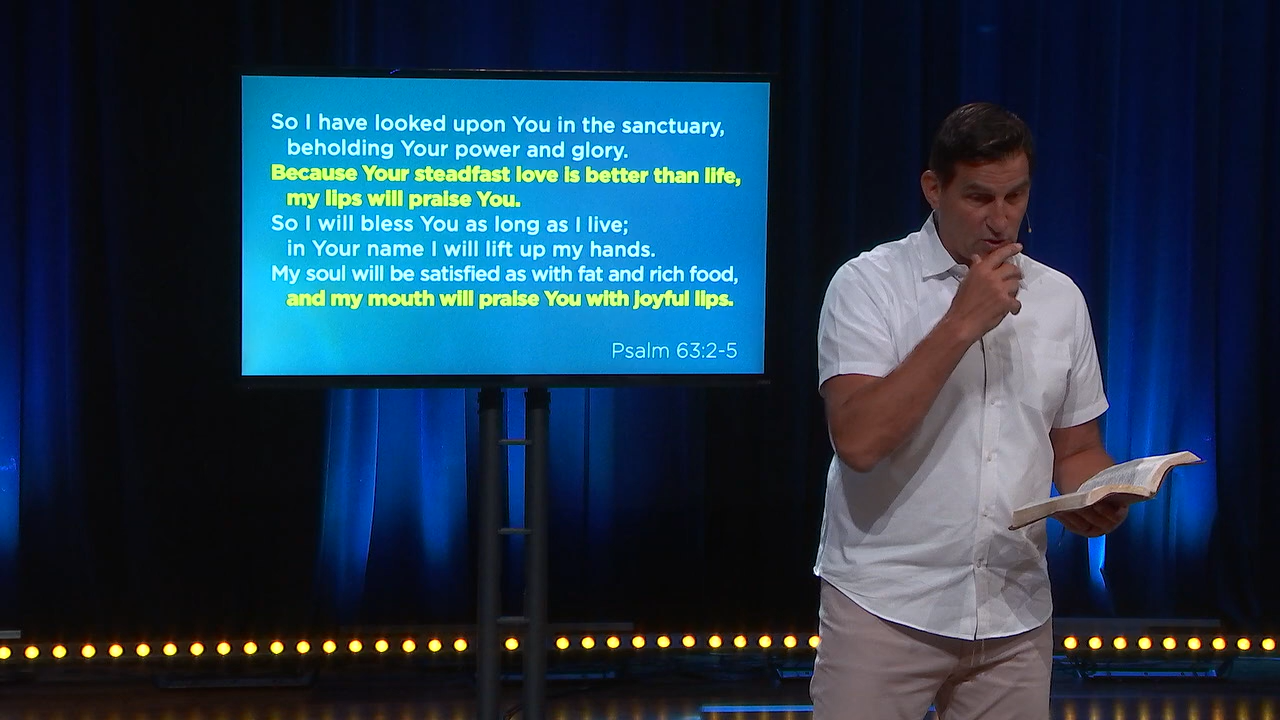 So I have looked upon You in the sanctuary,
beholding Your power and glory.
Because Your steadfast love is better than life,
my lips will praise You.
So I will bless You as long as I live;
in Your name I will lift up my hands.
My soul will be satisfied as with fat and rich food,
and my mouth will praise You with joyful lips.
Psalm 63:2-5